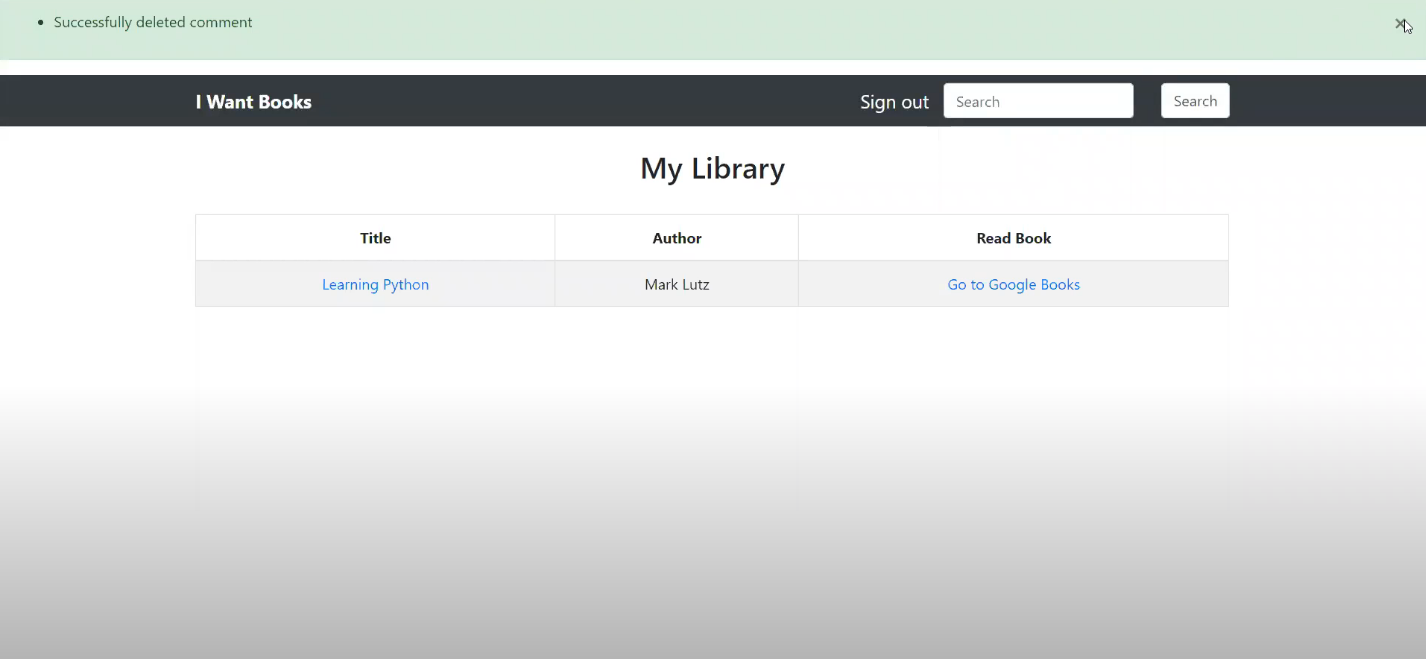 Successfully deleted comment
×
I Want Books Sign out Search Search
My Library
Title Author Read Book
Learning Python Mark Lutz Go to Google Books